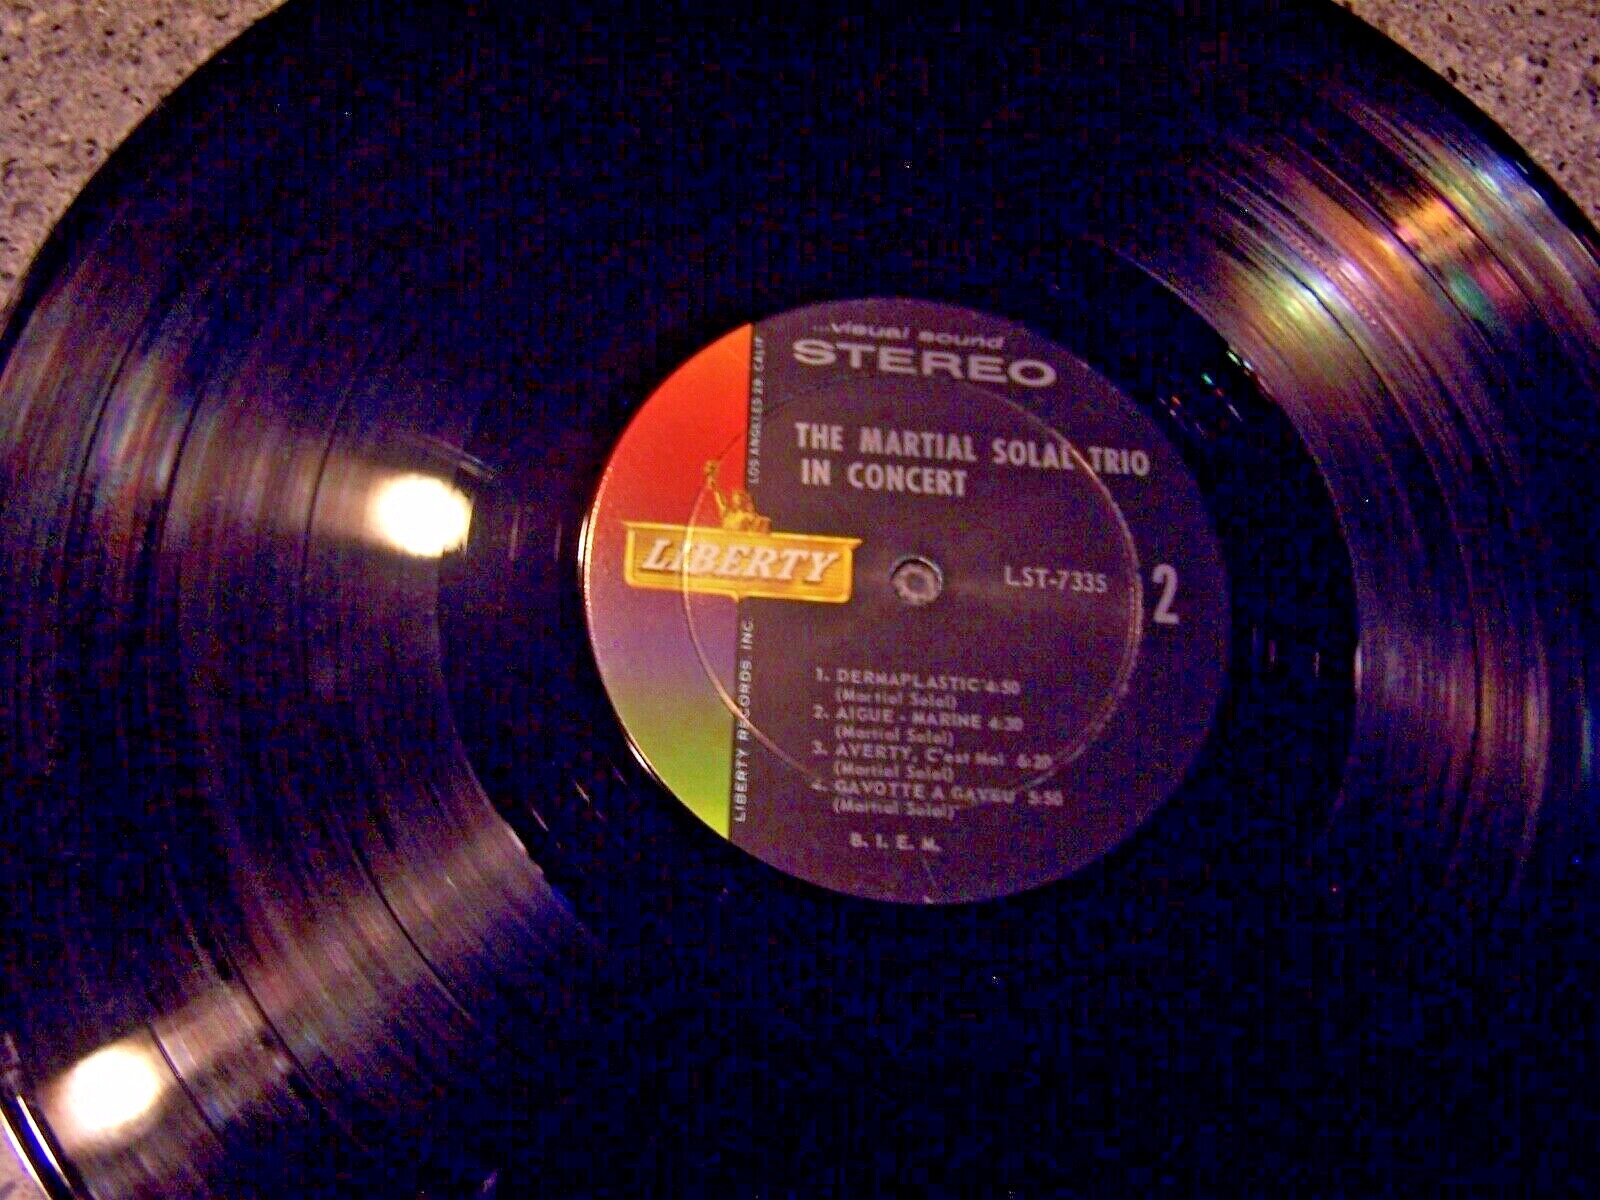 ...visual sound
STEREO
LOS ANGELES 28 CALIF
THE MARTIAL SOLAL TRIO
IN CONCERT
LIBERTY
LST-7335
2
LIBERTY RECORDS INC.
1. DERMAPLASTIC 4:50
(Martial Solal)
2. AIGUE - MARINE 4:20
(Martial Solal)
3. AVERTY, C'est Moi 6:20
(Martial Solal)
4. GAVOTTE A GAVEU 5:50
(Martial Solal)
B. I. E. M.